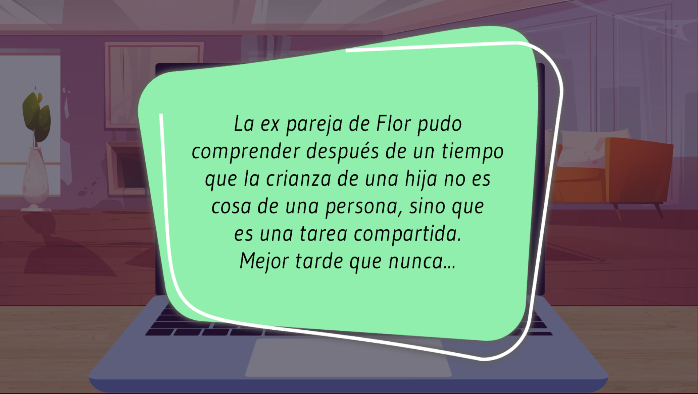 La ex pareja de Flor pudo
comprender después de un tiempo
que la crianza de una hija no es
cosa de una persona, sino que
es una tarea compartida.
Mejor tarde que nunca...